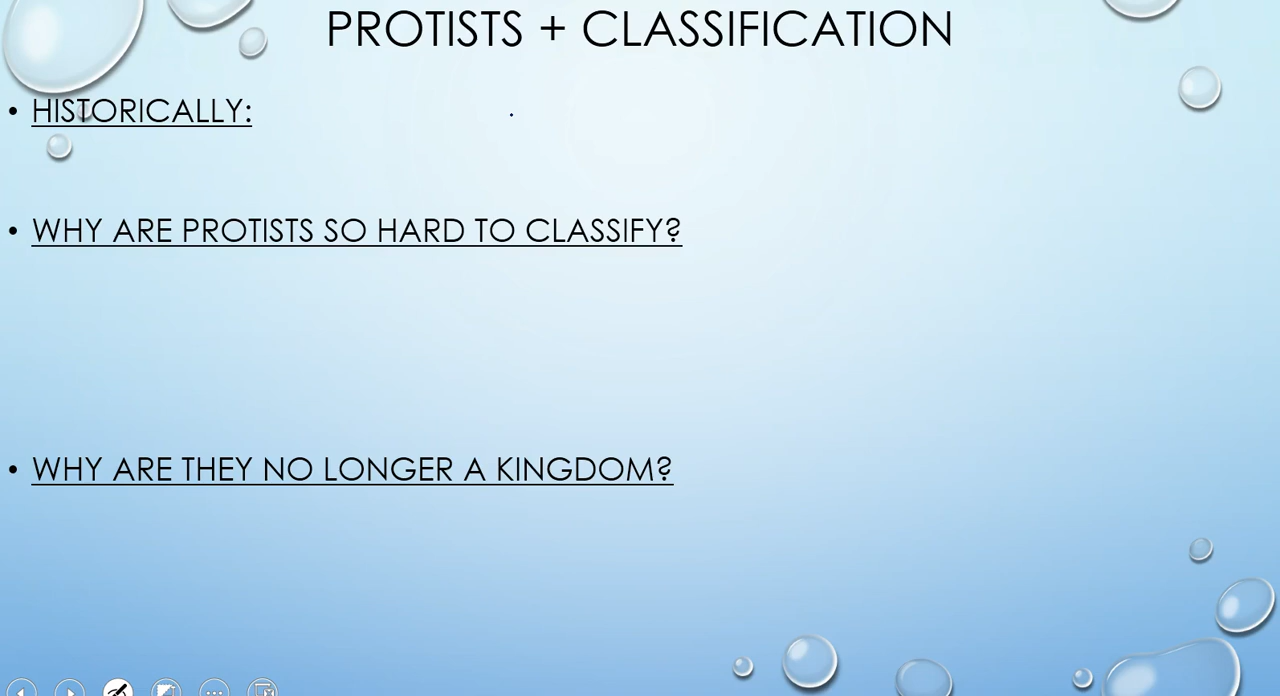 PROTISTS + CLASSIFICATION
• HISTORICALLY:
• WHY ARE PROTISTS SO HARD TO CLASSIFY?
• WHY ARE THEY NO LONGER A KINGDOM?